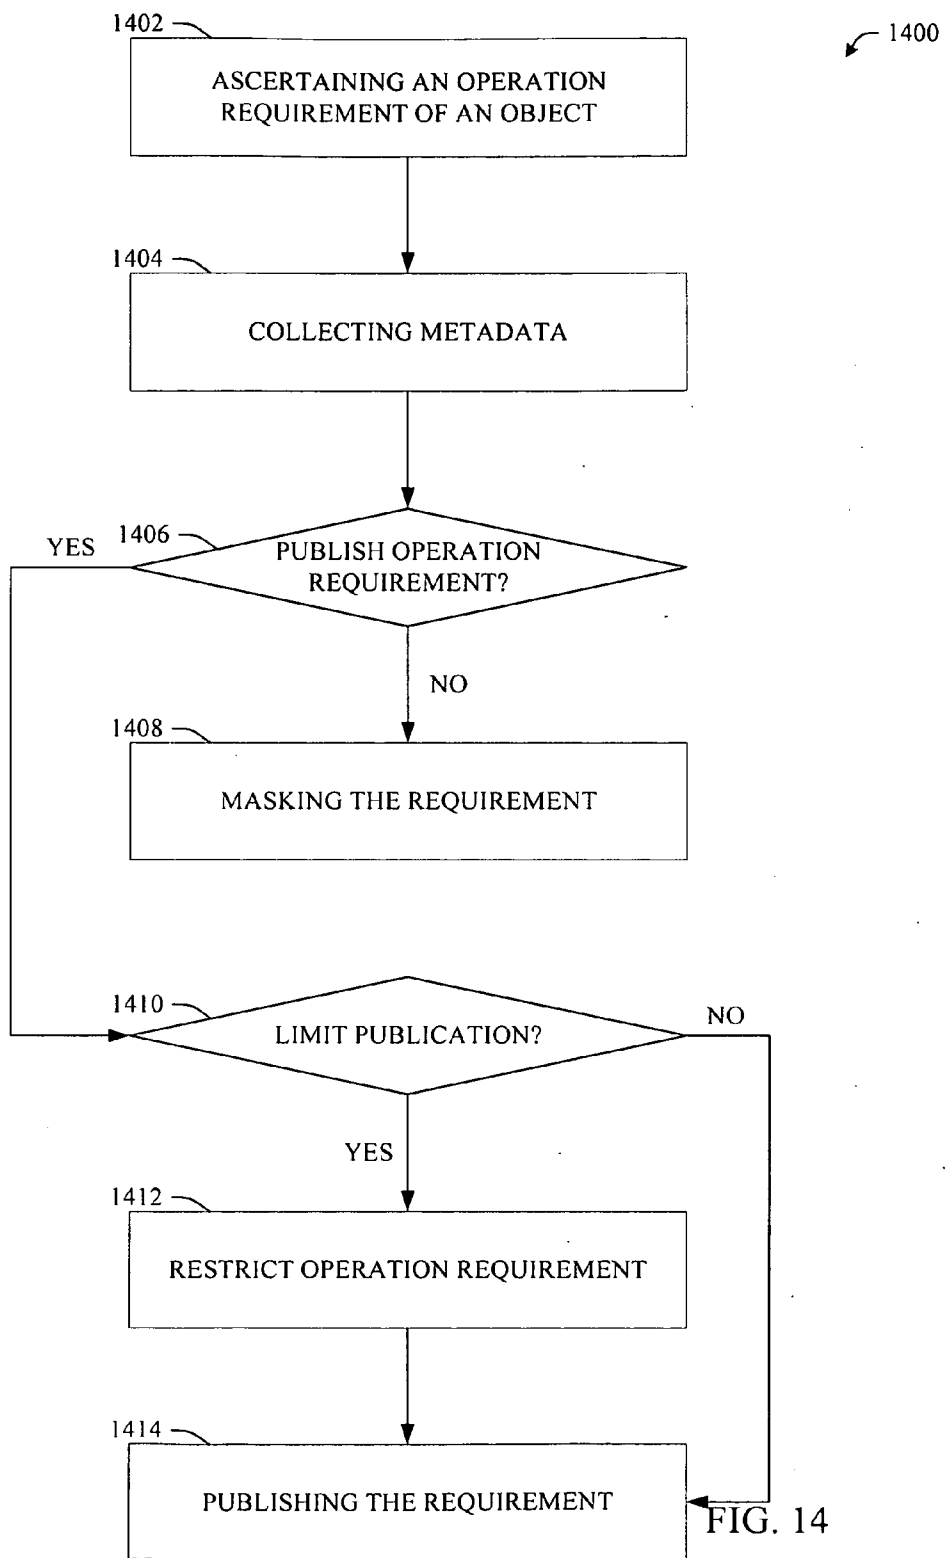 1402
1400
ASCERTAINING AN OPERATION
REQUIREMENT OF AN OBJECT
1404
COLLECTING METADATA
YES
1406
PUBLISH OPERATION
REQUIREMENT?
NO
1408
MASKING THE REQUIREMENT
1410
LIMIT PUBLICATION?
NO
YES
1412
RESTRICT OPERATION REQUIREMENT
1414
PUBLISHING THE REQUIREMENT
FIG. 14